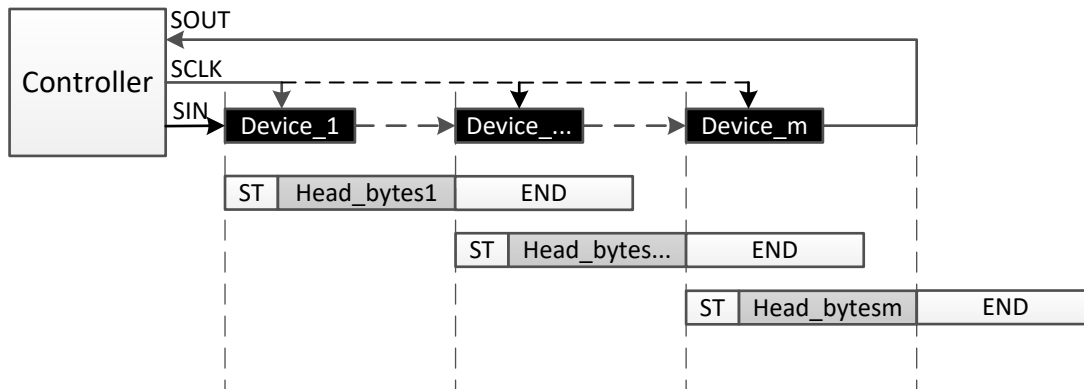 SOUT
Controller
SCLK
SIN
Device_1
Device_...
Device_m
ST Head_bytes1 END
ST Head_bytes... END
ST Head_bytesm END